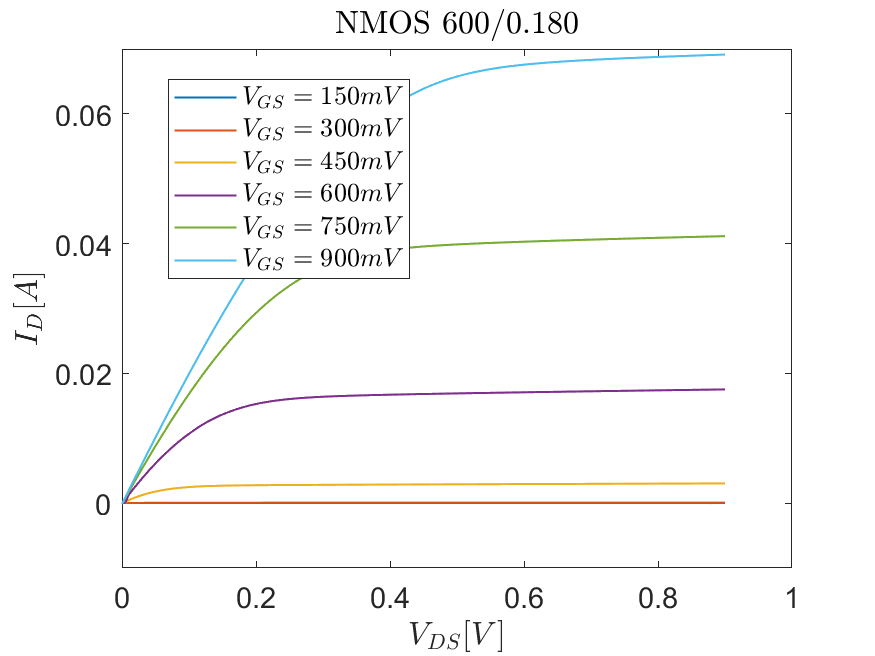 NMOS 600/0.180
V_GS = 150mV
V_GS = 300mV
V_GS = 450mV
V_GS = 600mV
V_GS = 750mV
V_GS = 900mV
I_D[A]
0.06
0.04
0.02
0
0 0.2 0.4 0.6 0.8 1
V_DS[V]